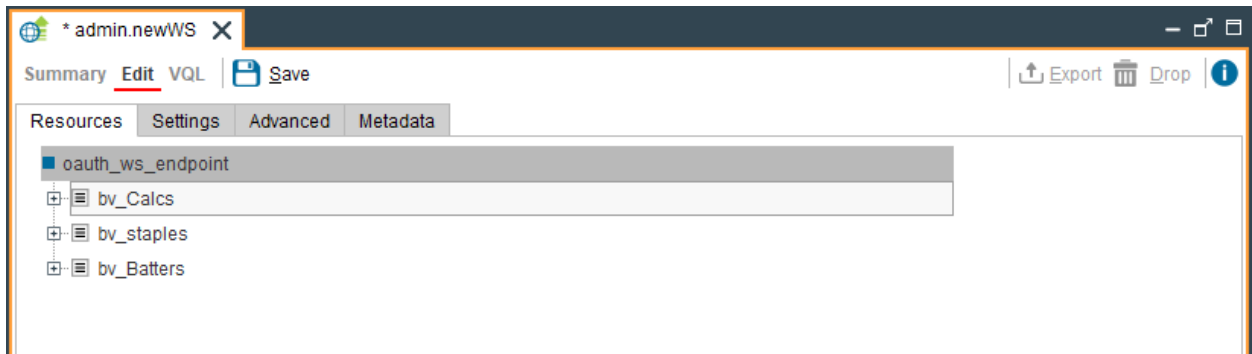 * admin.newWS
Summary Edit VQL Save Export Drop
Resources Settings Advanced Metadata
oauth_ws_endpoint
bv_Calcs
bv_staples
bv_Batters